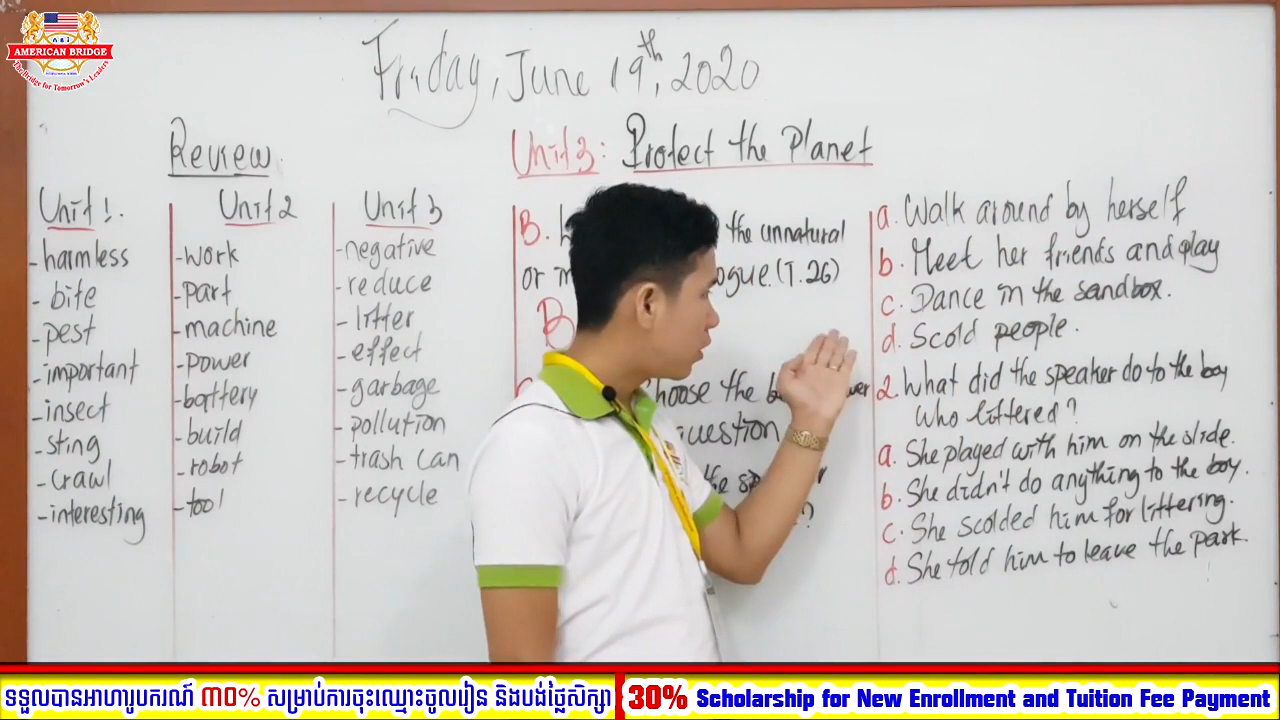 AMERICAN BRIDGE
The Bridge for Tomorrow's Leaders
Friday, June 19th, 2020
Review
Unit 1.
-harmless
-bite
-pest
-important
-insect
-sting
-crawl
-interesting
Unit 2
-work
-part
-machine
-power
-battery
-build
-robot
-tool
Unit 3
-negative
-reduce
-litter
-effect
-garbage
-pollution
-trash can
-recycle
Unit 3: Protect the Planet
B. the unnatural
or (T.26)
B
Choose the
question
the
?
a. Walk around by herself
b. Meet her friends and play
c. Dance in the sandbox.
d. Scold people.
2. What did the speaker do to the boy
who littered?
a. She played with him on the slide.
b. She didn't do anything to the boy.
c. She scolded him for littering.
d. She told him to leave the park.
ទទួលបានអាហារូបករណ៍ ៣០% សម្រាប់ការចុះឈ្មោះចូលរៀន និងបង់ថ្លៃសិក្សា
30% Scholarship for New Enrollment and Tuition Fee Payment